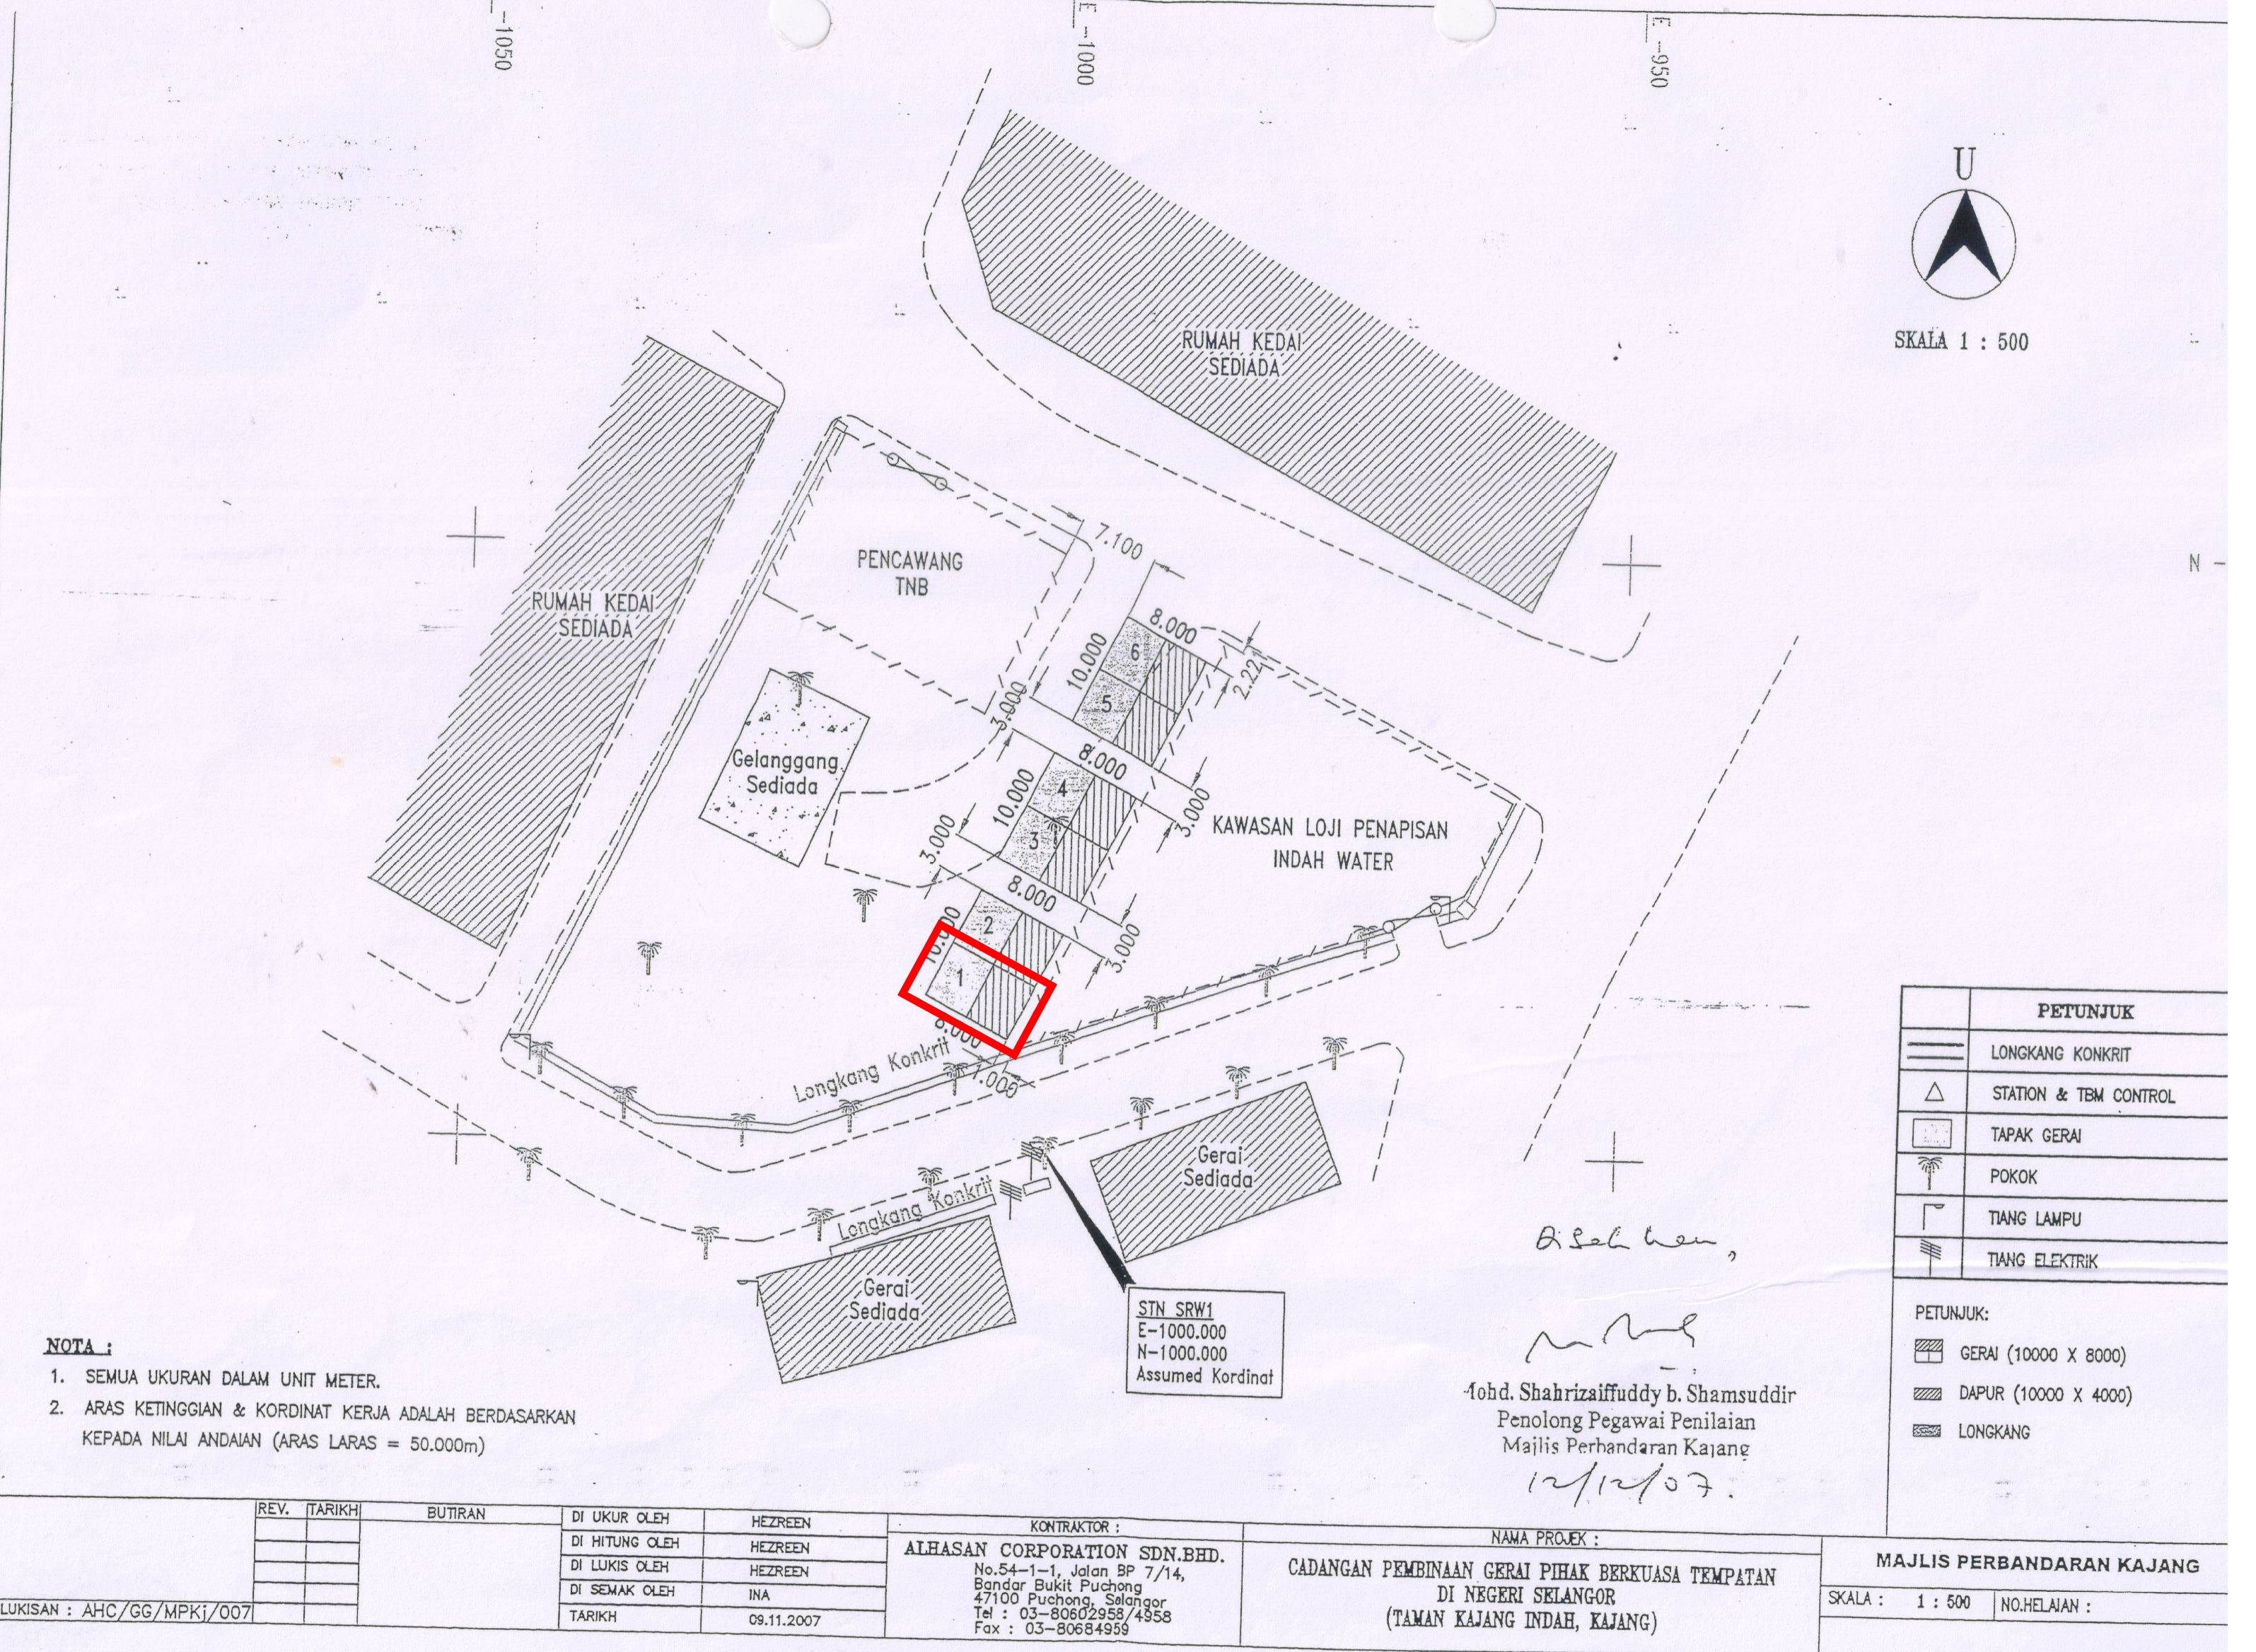 E -1050
E -1000
E -950
U
SKALA 1 : 500
RUMAH KEDAI
SEDIADA
PENCAWANG
TNB
7.100
RUMAH KEDAI
SEDIADA
N -
8.000
10.000
6
5
2.221
3.000
Gelanggang
Sediada
8.000
10.000
4
3
3.000
3.000
KAWASAN LOJI PENAPISAN
INDAH WATER
8.000
10.000
2
1
3.000
8.000
1.000
Longkang Konkrit
Longkang Konkrit
Gerai
Sediada
Gerai
Sediada
STN SRW1
E-1000.000
N-1000.000
Assumed Kordinat
PETUNJUK
LONGKANG KONKRIT
STATION & TBM CONTROL
TAPAK GERAI
POKOK
TIANG LAMPU
TIANG ELEKTRIK
PETUNJUK:
GERAI (10000 X 8000)
DAPUR (10000 X 4000)
LONGKANG
Mohd. Shahrizaiffuddy b. Shamsuddir
Penolong Pegawai Penilaian
Majlis Perbandaran Kajang
12/12/07.
NOTA :
1. SEMUA UKURAN DALAM UNIT METER.
2. ARAS KETINGGIAN & KORDINAT KERJA ADALAH BERDASARKAN
KEPADA NILAI ANDAIAN (ARAS LARAS = 50.000m)
LUKISAN : AHC/GG/MPKj/007
REV. TARIKH BUTIRAN
DI UKUR OLEH HEZREEN
DI HITUNG OLEH HEZREEN
DI LUKIS OLEH HEZREEN
DI SEMAK OLEH INA
TARIKH 09.11.2007
KONTRAKTOR :
ALHASAN CORPORATION SDN.BHD.
No.54-1-1, Jalan BP 7/14,
Bandar Bukit Puchong
47100 Puchong, Selangor
Tel : 03-80602958/4958
Fax : 03-80684959
NAMA PROJEK :
CADANGAN PEMBINAAN GERAI PIHAK BERKUASA TEMPATAN
DI NEGERI SELANGOR
(TAMAN KAJANG INDAH, KAJANG)
MAJLIS PERBANDARAN KAJANG
SKALA : 1 : 500 NO.HELAIAN :